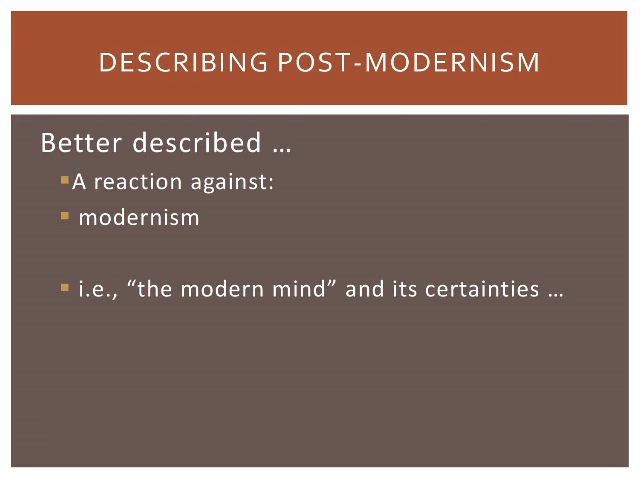 DESCRIBING POST-MODERNISM
Better described …
▪A reaction against:
▪ modernism
▪ i.e., “the modern mind” and its certainties …